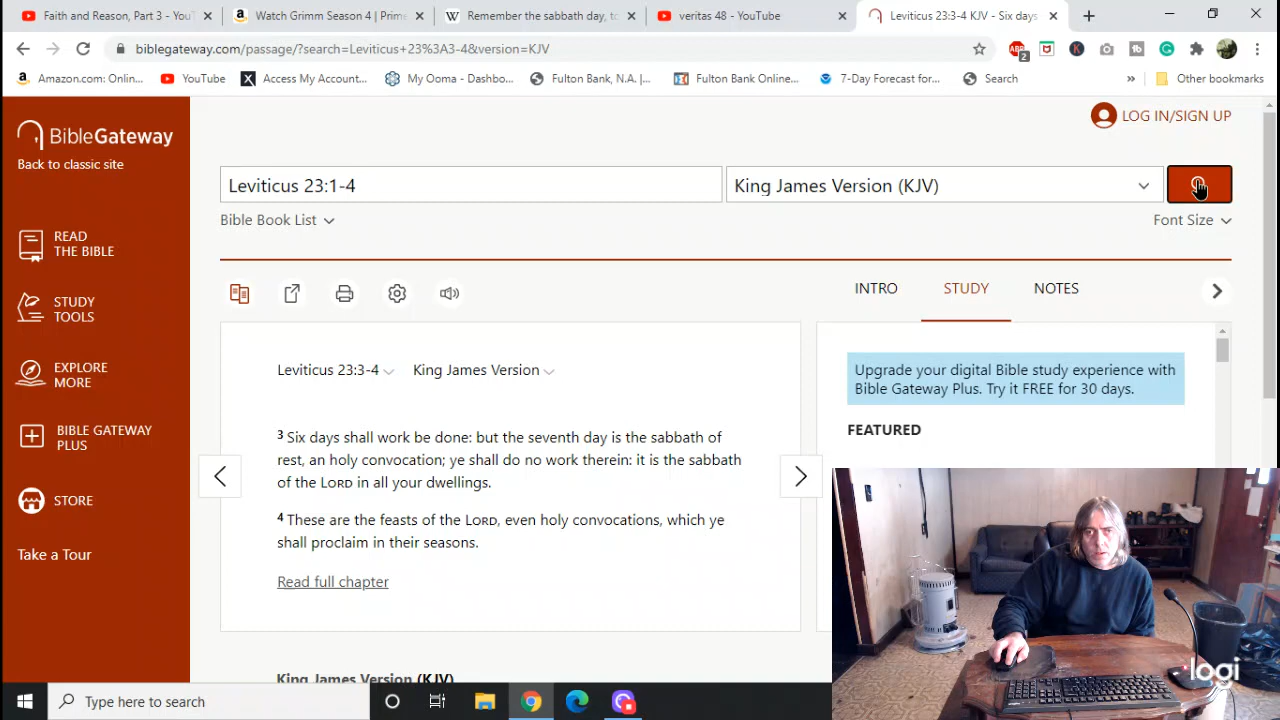 Faith and Reason, Part 3 - YouT
Watch Grimm Season 4 | Prime
Remember the sabbath day, to
veritas 48 - YouTube
Leviticus 23:3-4 KJV - Six days
biblegateway.com/passage/?search=Leviticus+23%3A3-4&version=KJV
2
Amazon.com: Onlin...
YouTube
Access My Account...
My Ooma - Dashbo...
Fulton Bank, N.A. |...
Fulton Bank Online...
7-Day Forecast for...
Search
»
Other bookmarks
BibleGateway
Back to classic site
LOG IN/SIGN UP
Leviticus 23:1-4
King James Version (KJV)
Bible Book List
Font Size
READ
THE BIBLE
STUDY
TOOLS
EXPLORE
MORE
BIBLE GATEWAY
PLUS
STORE
Take a Tour
INTRO
STUDY
NOTES
Leviticus 23:3-4
King James Version
3 Six days shall work be done: but the seventh day is the sabbath of
rest, an holy convocation; ye shall do no work therein: it is the sabbath
of the LORD in all your dwellings.
4 These are the feasts of the LORD, even holy convocations, which ye
shall proclaim in their seasons.
Read full chapter
Upgrade your digital Bible study experience with
Bible Gateway Plus. Try it FREE for 30 days.
FEATURED
King James Version (KJV)
logi
Type here to search